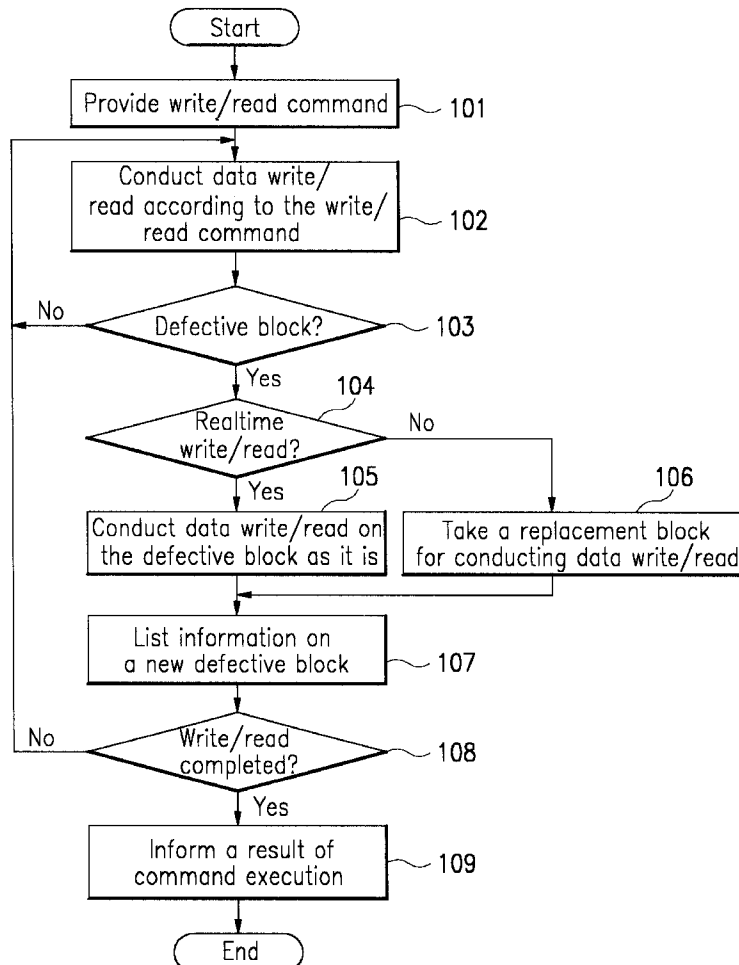 Start
Provide write/read command
101
Conduct data write/
read according to the write/
read command
102
No
Defective block?
103
Yes
104
Realtime
write/read?
No
Yes
105
106
Conduct data write/read on
the defective block as it is
Take a replacement block
for conducting data write/read
List information on
a new defective block
107
No
Write/read
completed?
108
Yes
Inform a result of
command execution
109
End